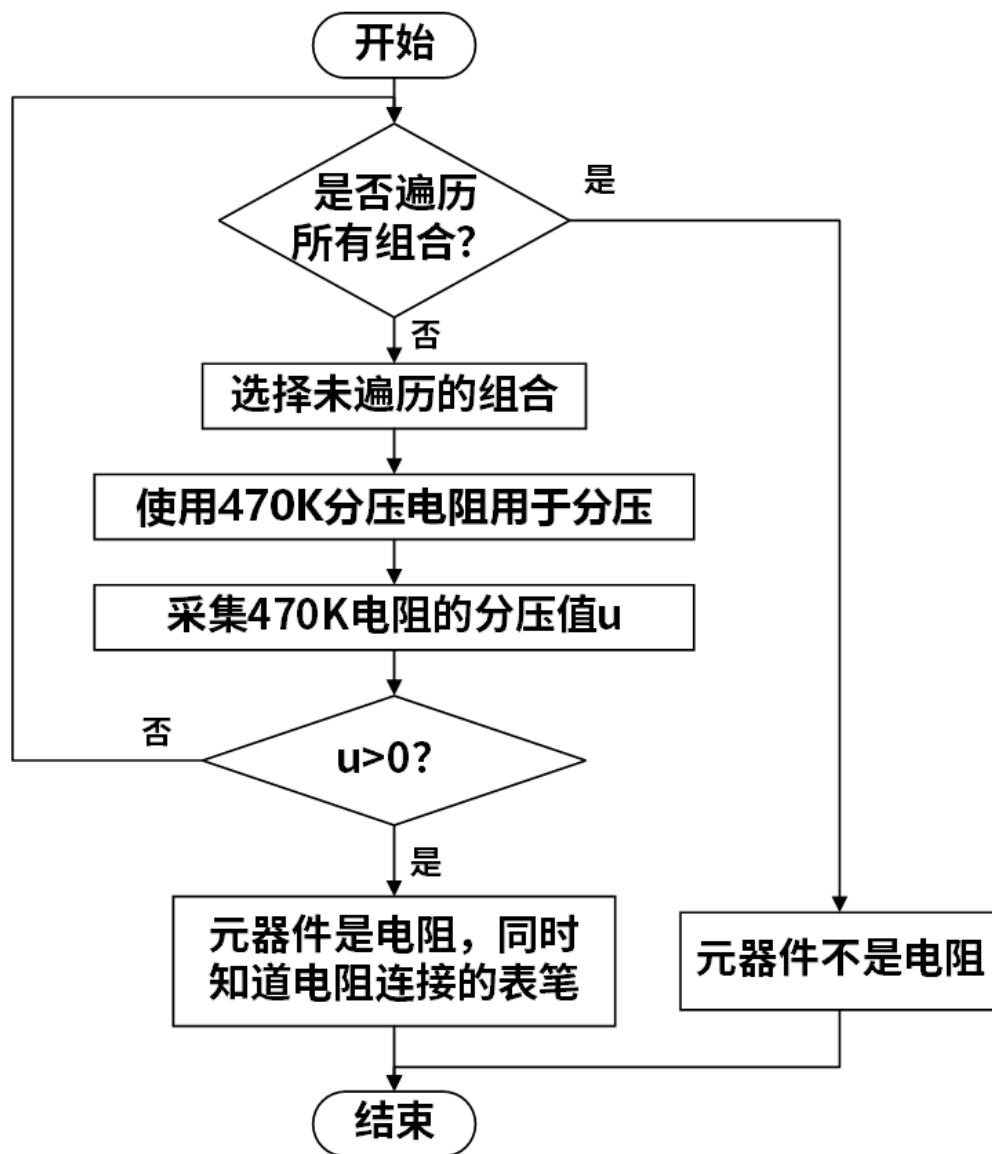 开始
是否遍历
所有组合?
是
否
选择未遍历的组合
使用470K分压电阻用于分压
采集470K电阻的分压值u
否
u>0?
是
元器件是电阻，同时
知道电阻连接的表笔
元器件不是电阻
结束